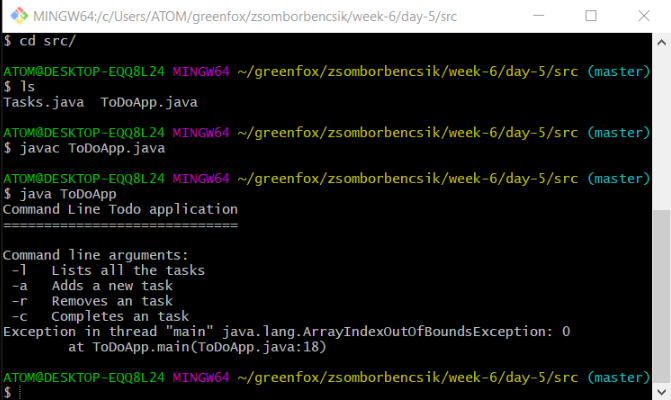 MINGW64:/c/Users/ATOM/greenfox/zsomborbencsik/week-6/day-5/src
$ cd src/
ATOM@DESKTOP-EQQ8L24 MINGW64 ~/greenfox/zsomborbencsik/week-6/day-5/src (master)
$ ls
Tasks.java  ToDoApp.java
ATOM@DESKTOP-EQQ8L24 MINGW64 ~/greenfox/zsomborbencsik/week-6/day-5/src (master)
$ javac ToDoApp.java
ATOM@DESKTOP-EQQ8L24 MINGW64 ~/greenfox/zsomborbencsik/week-6/day-5/src (master)
$ java ToDoApp
Command Line Todo application
=============================
Command line arguments:
 -l   Lists all the tasks
 -a   Adds a new task
 -r   Removes an task
 -c   Completes an task
Exception in thread "main" java.lang.ArrayIndexOutOfBoundsException: 0
        at ToDoApp.main(ToDoApp.java:18)
ATOM@DESKTOP-EQQ8L24 MINGW64 ~/greenfox/zsomborbencsik/week-6/day-5/src (master)
$